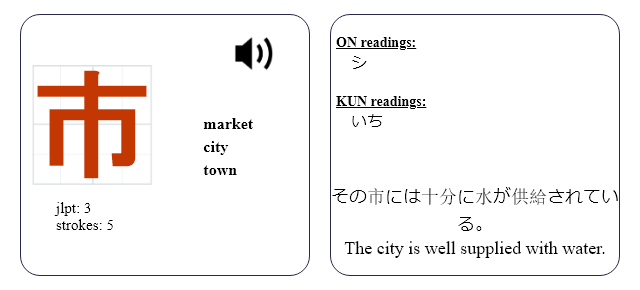 市
market
city
town
jlpt: 3
strokes: 5
ON readings:
シ
KUN readings:
いち
その市には十分に水が供給されてい
る。
The city is well supplied with water.